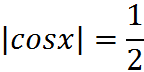 |cosx| = 1/2